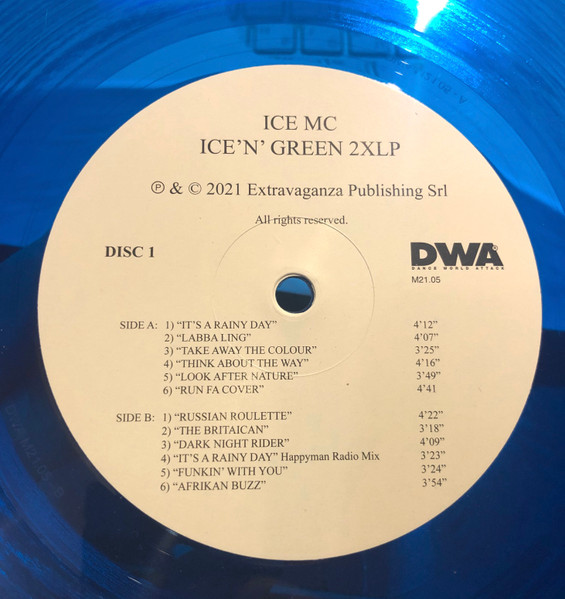 ICE MC
ICE'N' GREEN 2XLP
℗ & © 2021 Extravaganza Publishing Srl
All rights reserved.
DISC 1
DWA®
DANCE WORLD ATTACK
M21.05
SIDE A: 1) "IT'S A RAINY DAY" 4'12"
2) "LABBA LING" 4'07"
3) "TAKE AWAY THE COLOUR" 3'25"
4) "THINK ABOUT THE WAY" 4'16"
5) "LOOK AFTER NATURE" 3'49"
6) "RUN FA COVER" 4'41
SIDE B: 1) "RUSSIAN ROULETTE" 4'22"
2) "THE BRITAICAN" 3'18"
3) "DARK NIGHT RIDER" 4'09"
4) "IT'S A RAINY DAY" Happyman Radio Mix 3'23"
5) "FUNKIN' WITH YOU" 3'24"
6) "AFRIKAN BUZZ" 3'54"